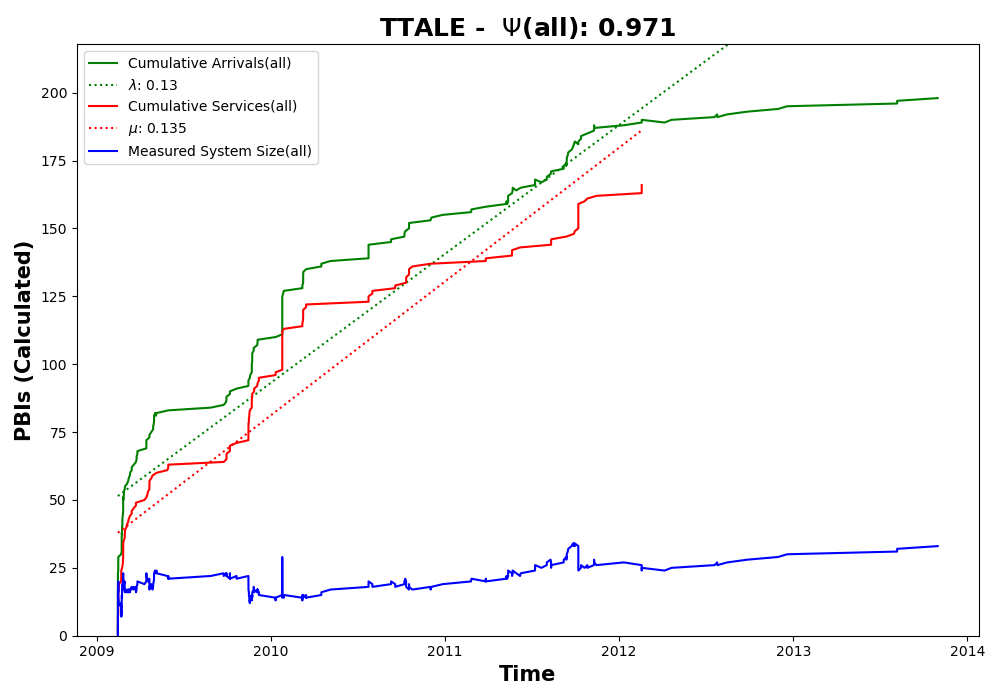 TTALE - Ψ(all): 0.971
Cumulative Arrivals(all)
λ: 0.13
Cumulative Services(all)
μ: 0.135
Measured System Size(all)
PBIs (Calculated)
200
175
150
125
100
75
50
25
0
2009 2010 2011 2012 2013 2014
Time